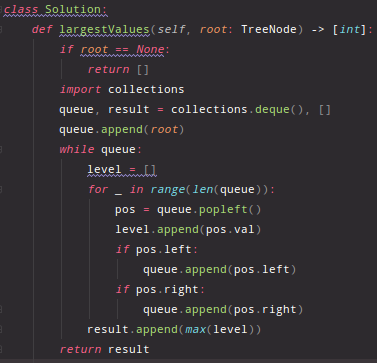 class Solution:
    def largestValues(self, root: TreeNode) -> [int]:
        if root == None:
            return []
        import collections
        queue, result = collections.deque(), []
        queue.append(root)
        while queue:
            level = []
            for _ in range(len(queue)):
                pos = queue.popleft()
                level.append(pos.val)
                if pos.left:
                    queue.append(pos.left)
                if pos.right:
                    queue.append(pos.right)
            result.append(max(level))
        return result